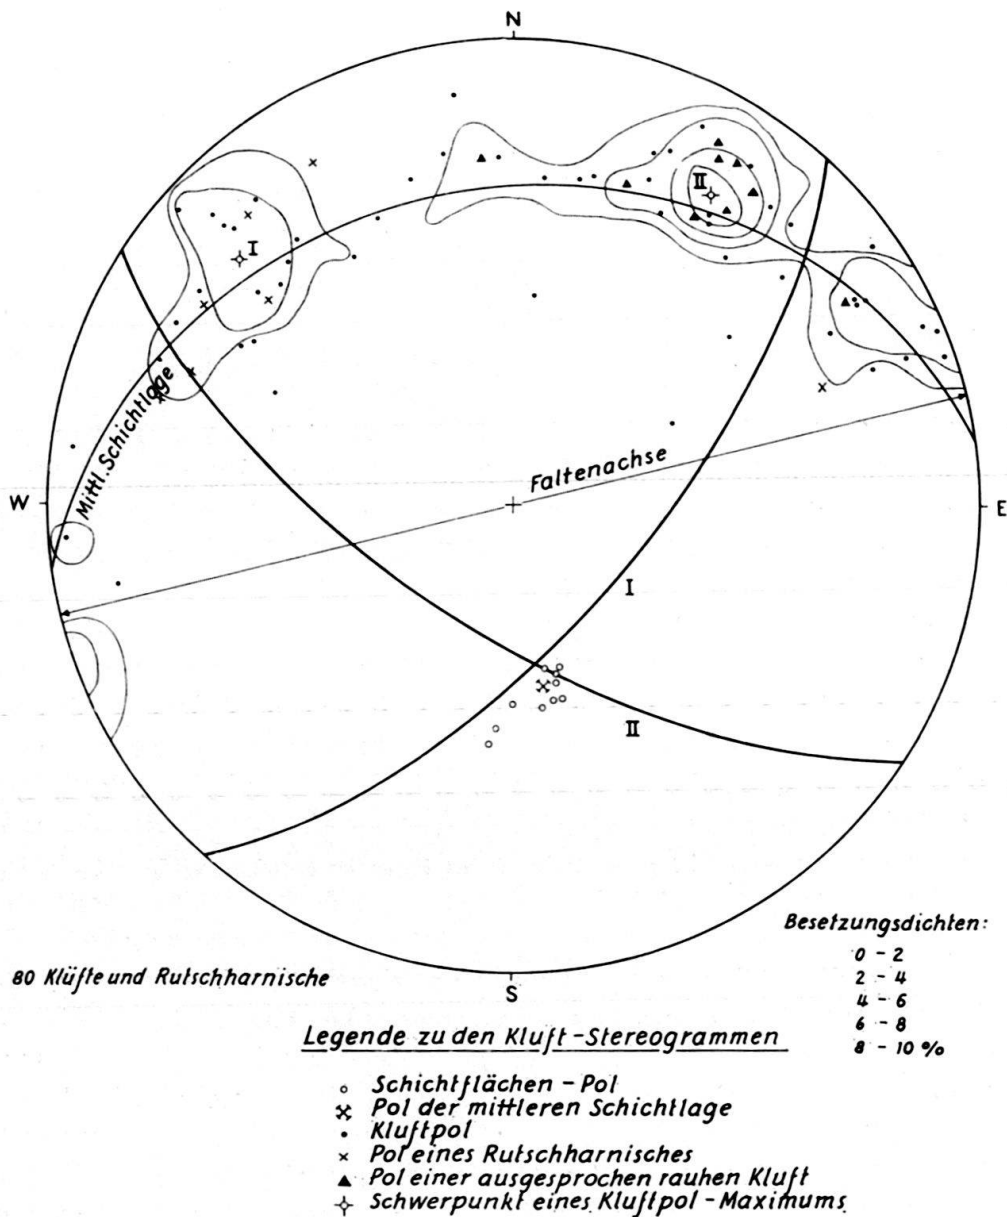 N
II
I
Mittl. Schichtlage
Faltenachse
W
E
I
II
Besetzungsdichten:
0 - 2
2 - 4
4 - 6
6 - 8
8 - 10 %
80 Klüfte und Rutschharnische
S
Legende zu den Kluft-Stereogrammen
Schichtflächen - Pol
Pol der mittleren Schichtlage
Kluftpol
Pol eines Rutschharnisches
Pol einer ausgesprochen rauhen Kluft
Schwerpunkt eines Kluftpol - Maximums